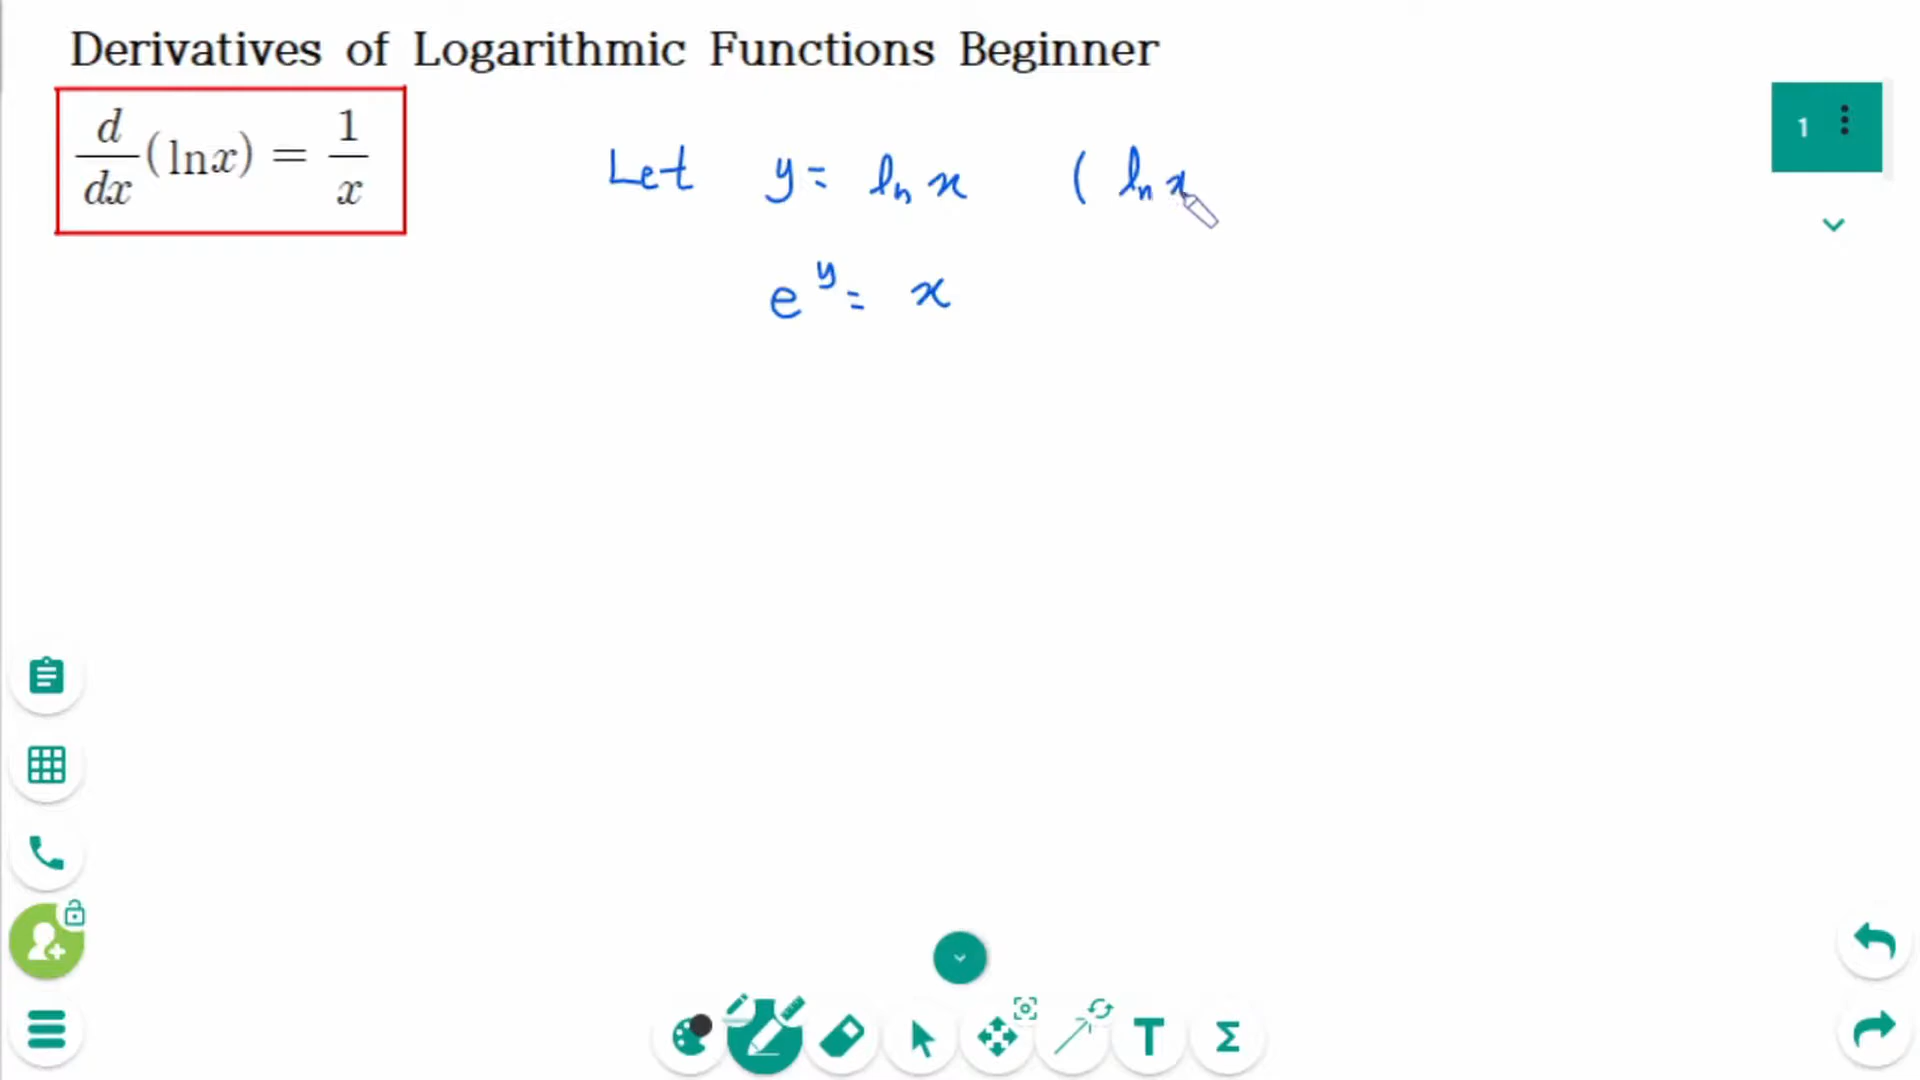 Derivatives of Logarithmic Functions Beginner
d/dx (lnx) = 1/x
Let y = ln x ( ln x
e^y = x
1
T
Σ